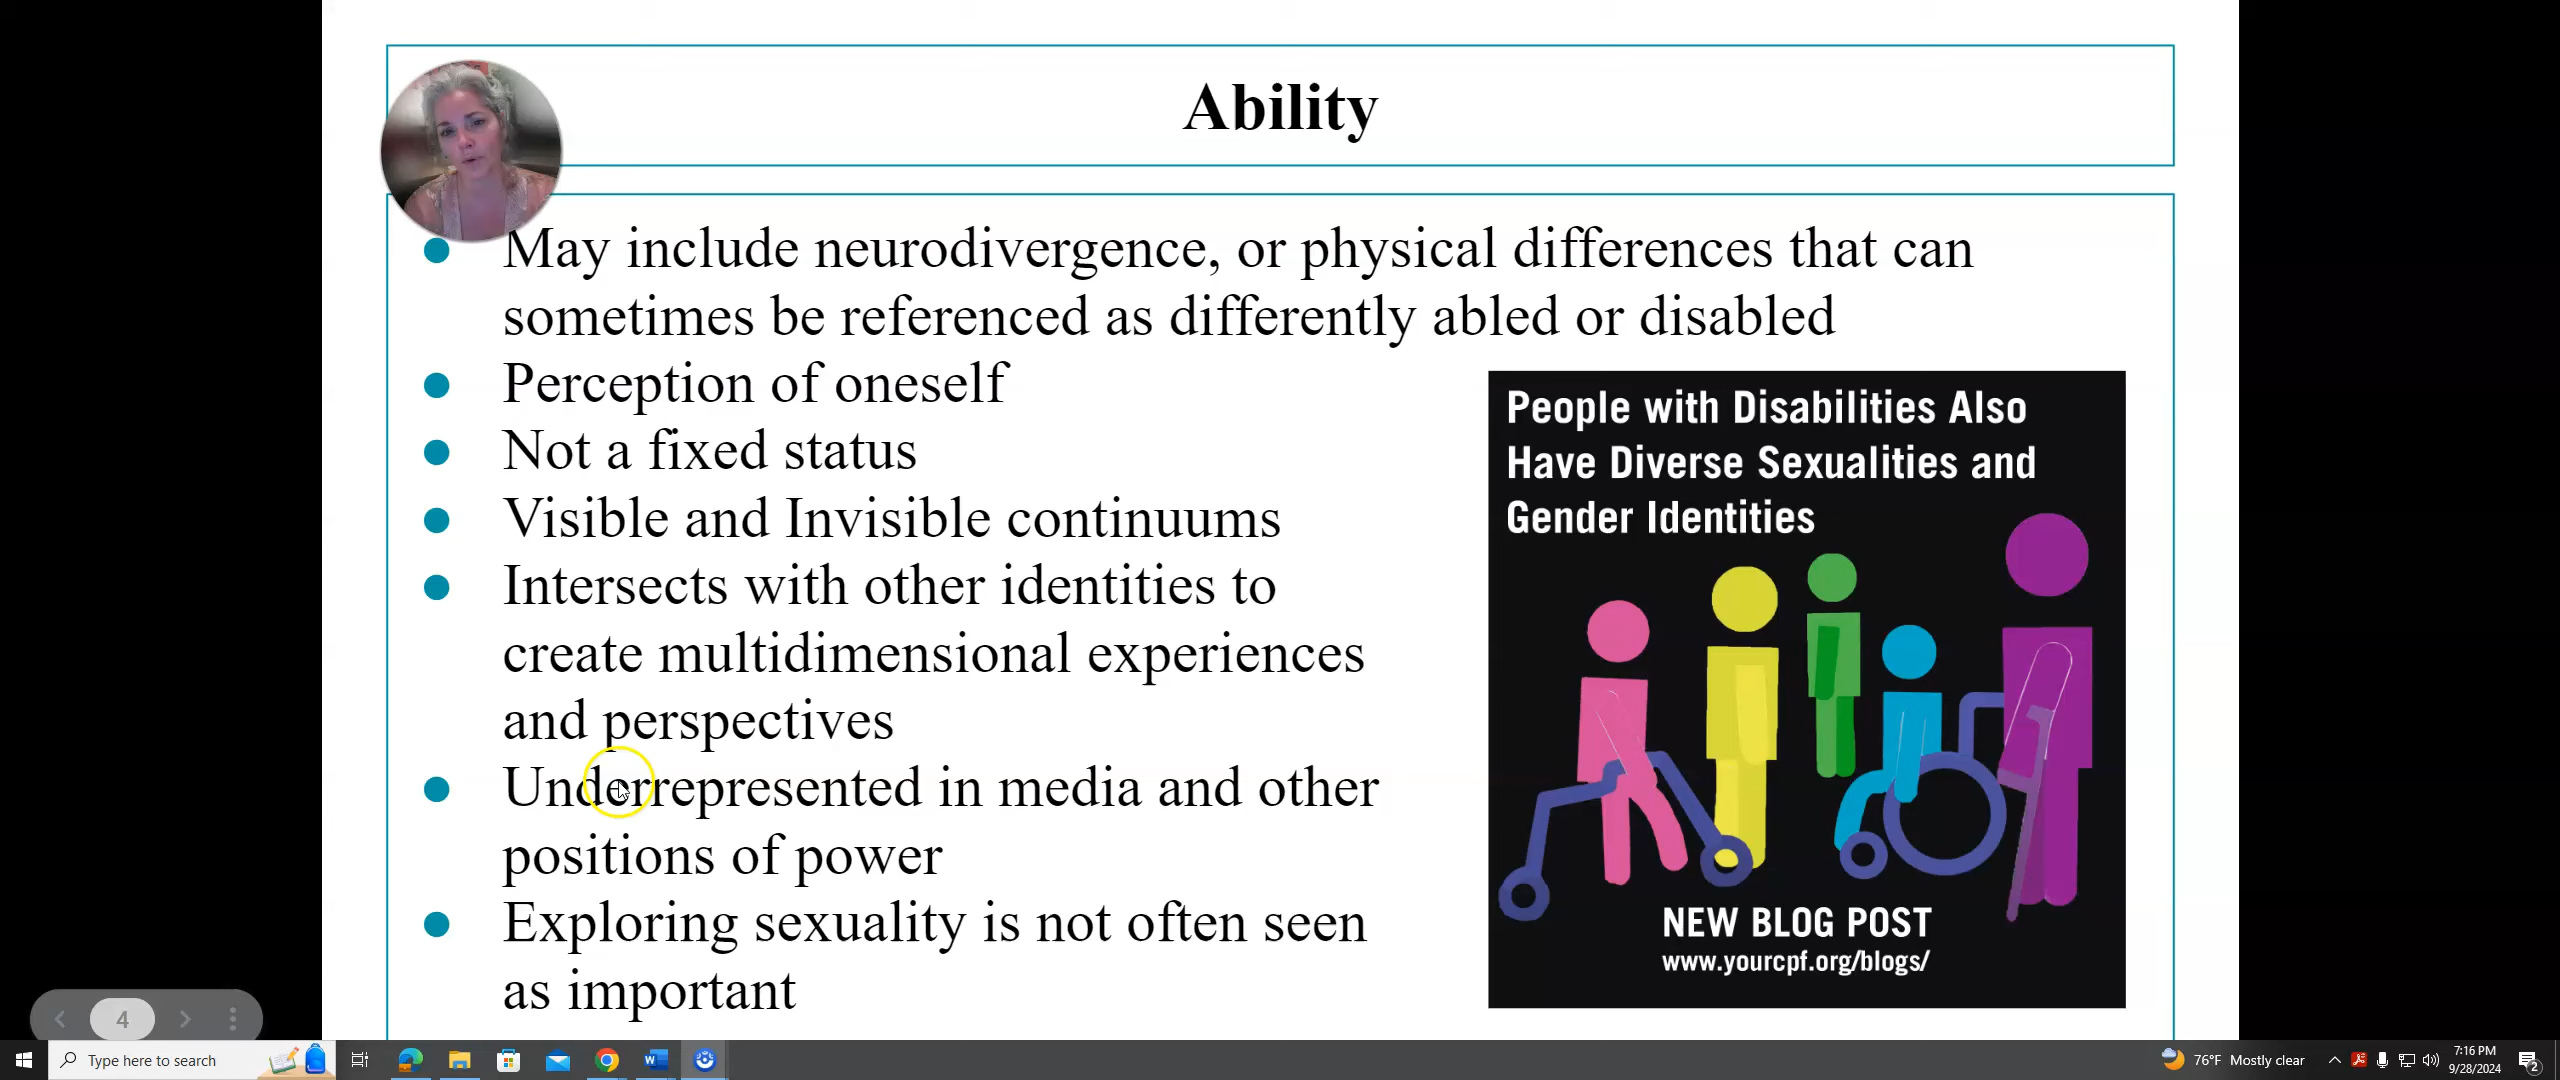 Ability
May include neurodivergence, or physical differences that can
sometimes be referenced as differently abled or disabled
Perception of oneself
Not a fixed status
Visible and Invisible continuums
Intersects with other identities to
create multidimensional experiences
and perspectives
Underrepresented in media and other
positions of power
Exploring sexuality is not often seen
as important
People with Disabilities Also
Have Diverse Sexualities and
Gender Identities
NEW BLOG POST
www.yourcpf.org/blogs/
4
Type here to search
76°F Mostly clear
7:16 PM
9/28/2024
2